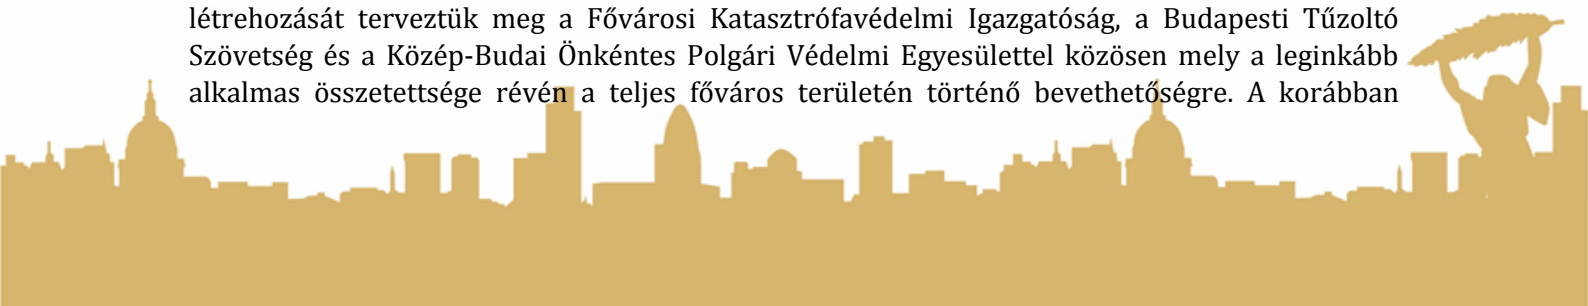 létrehozását terveztük meg a Fővárosi Katasztrófavédelmi Igazgatóság, a Budapesti Tűzoltó
Szövetség és a Közép-Budai Önkéntes Polgári Védelmi Egyesülettel közösen mely a leginkább
alkalmas összetettsége révén a teljes főváros területén történő bevethetőségre. A korábban